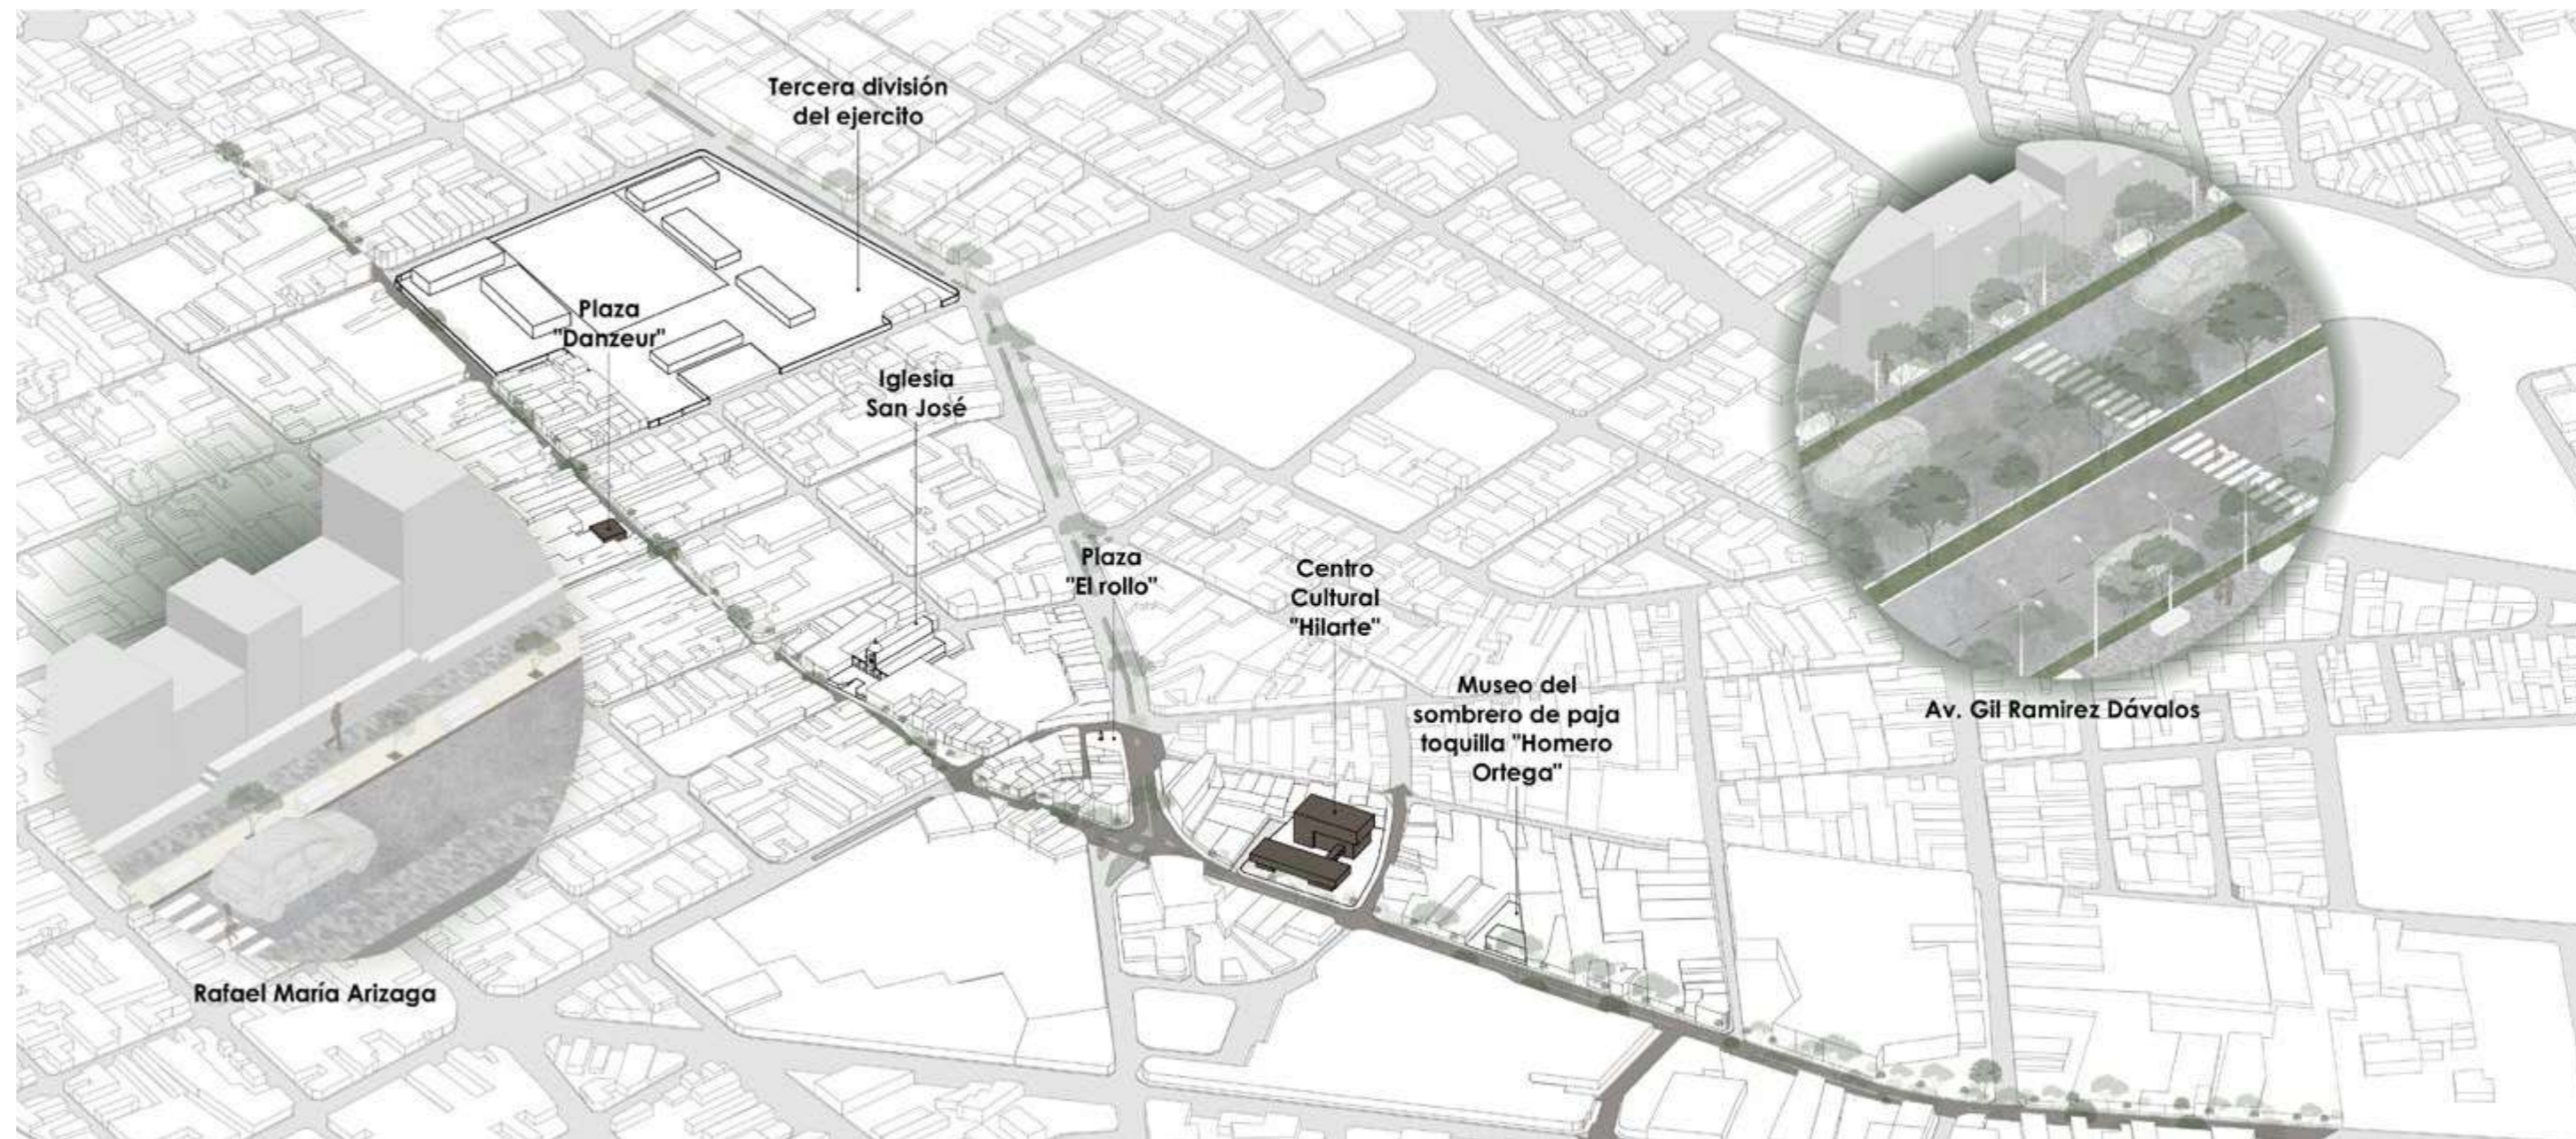 Tercera división
del ejercito
Plaza
"Danzeur"
Iglesia
San José
Plaza
"El rollo"
Centro
Cultural
"Hilarte"
Museo del
sombrero de paja
toquilla "Homero
Ortega"
Av. Gil Ramirez Dávalos
Rafael María Arizaga